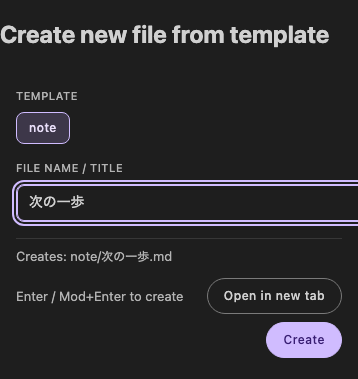 Create new file from template
TEMPLATE
note
FILE NAME / TITLE
次の一歩
Creates: note/次の一歩.md
Enter / Mod+Enter to create
Open in new tab
Create